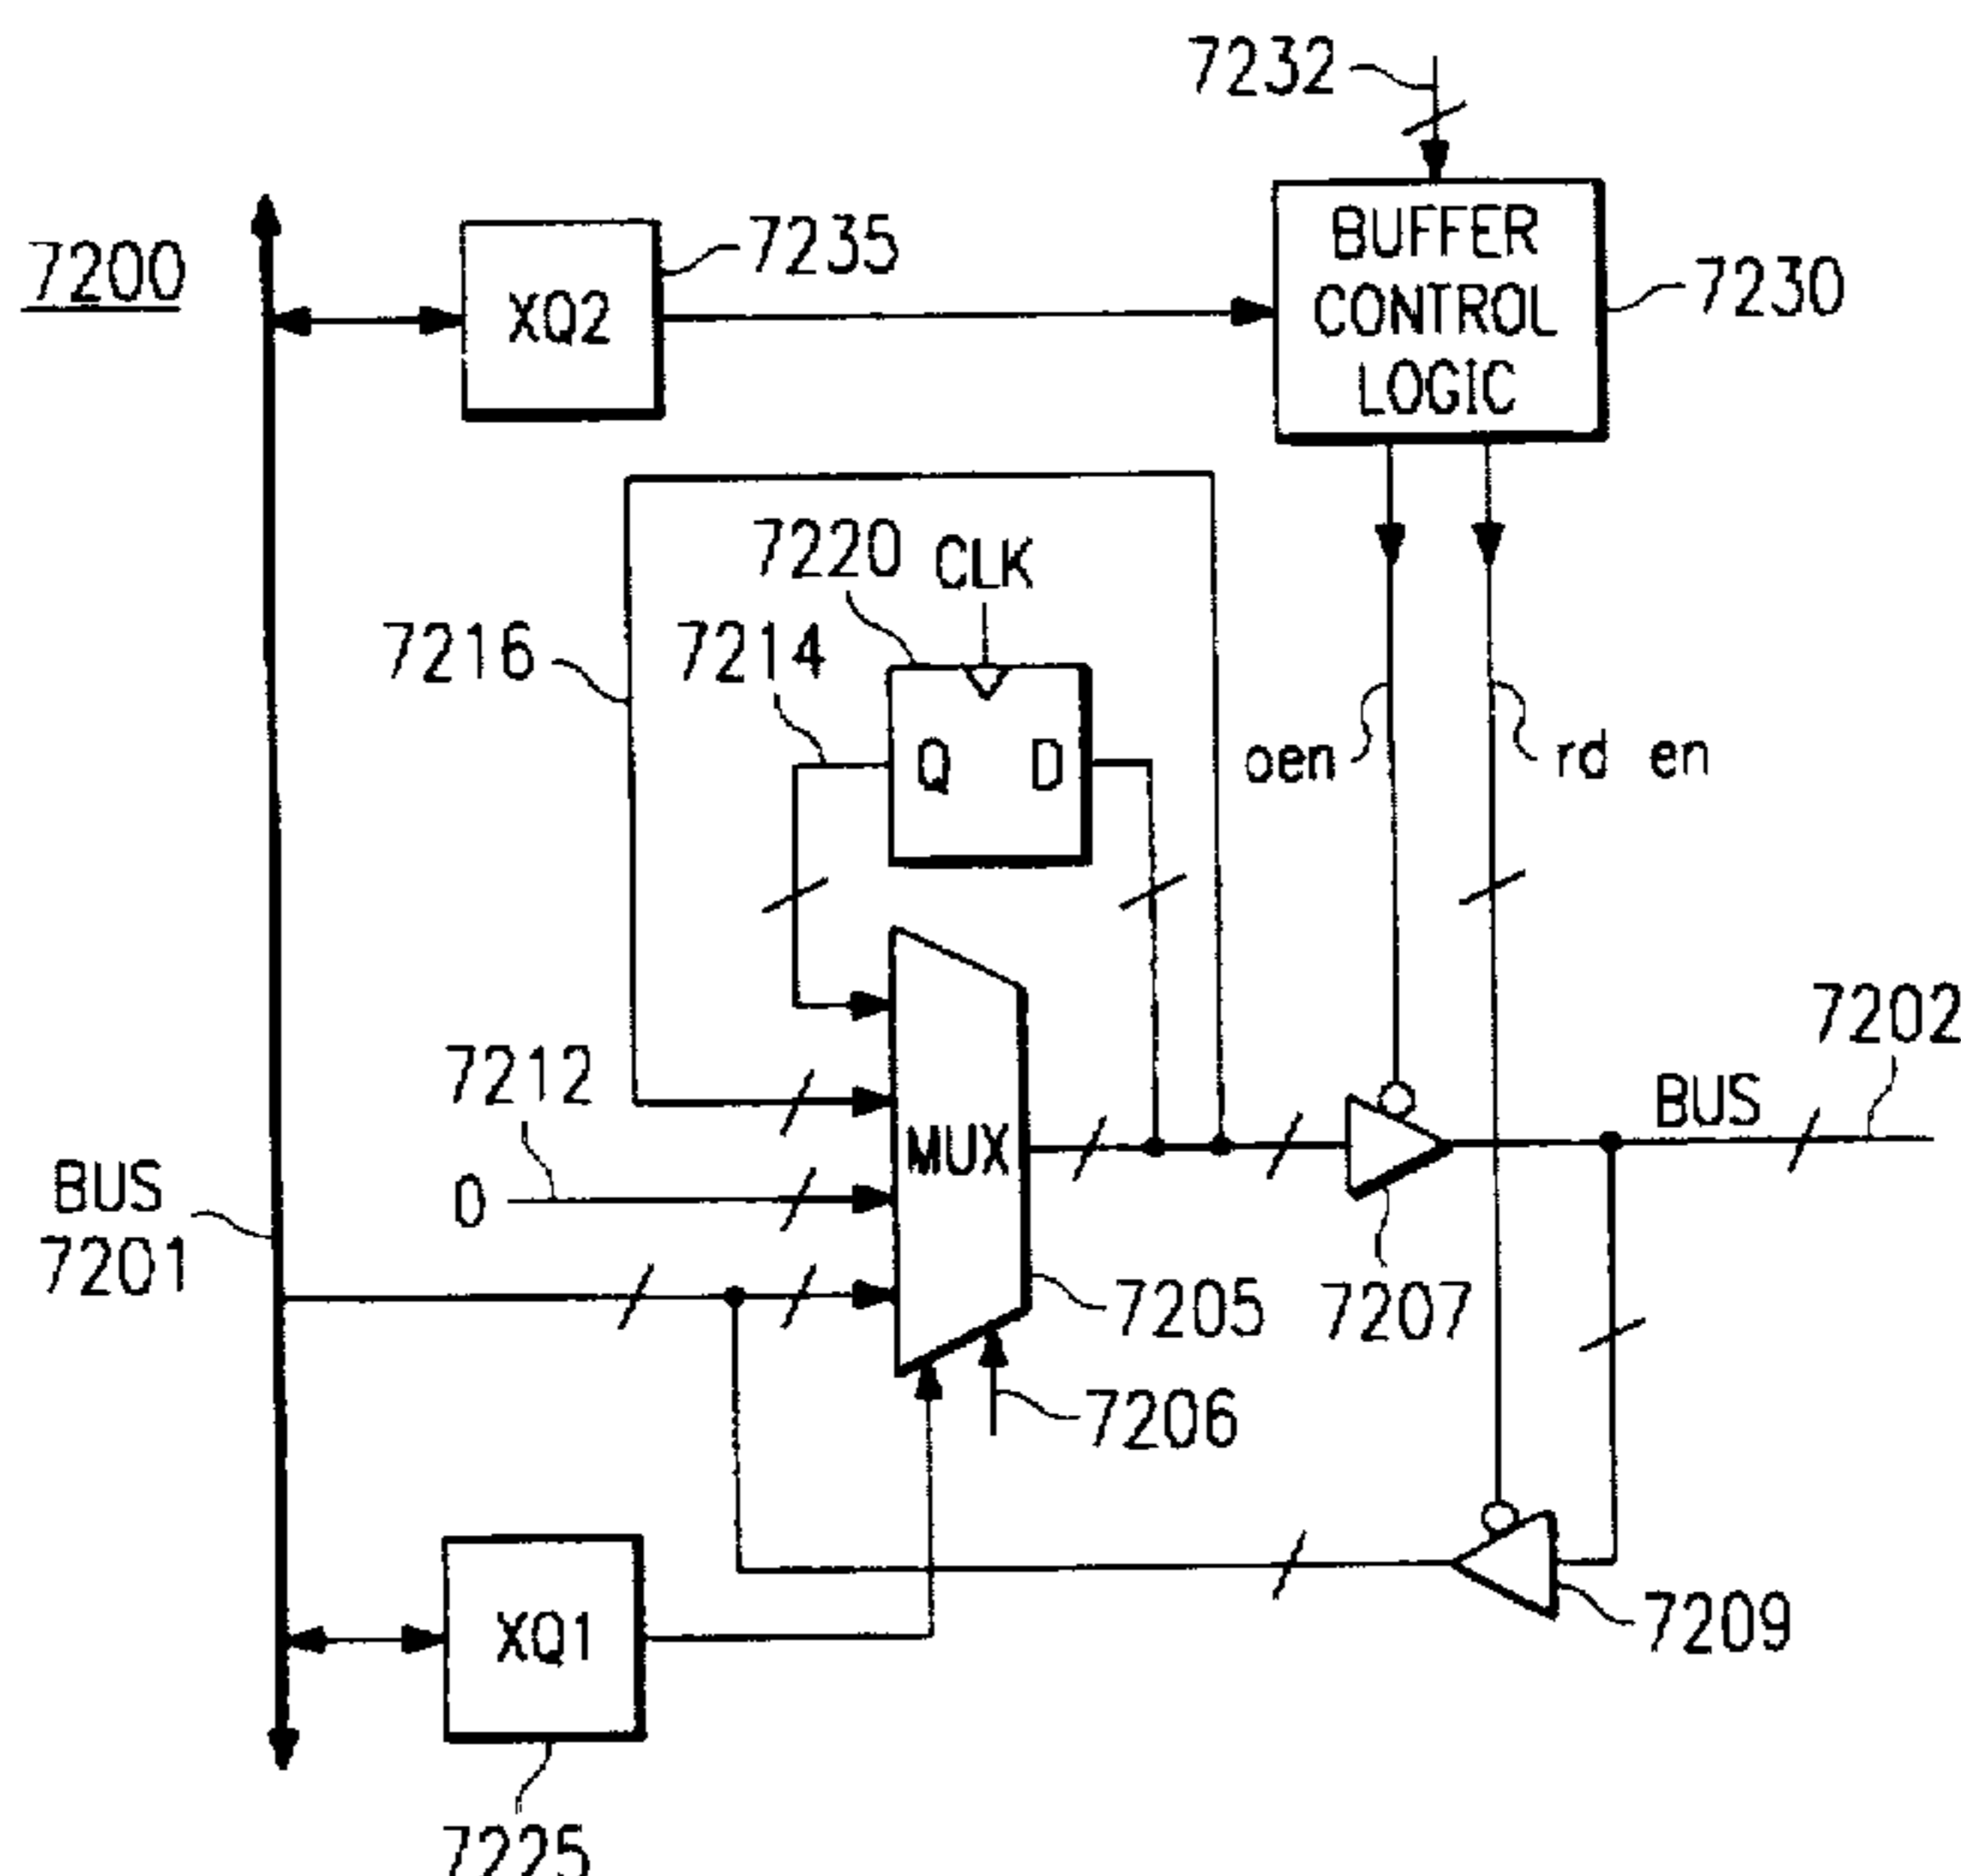 7232
7200
XQ2
7235
BUFFER
CONTROL
LOGIC
7230
7216
7214
7220
CLK
Q
D
oen
rd en
7212
0
MUX
BUS
7202
BUS
7201
7205
7207
7206
XQ1
7209
7225